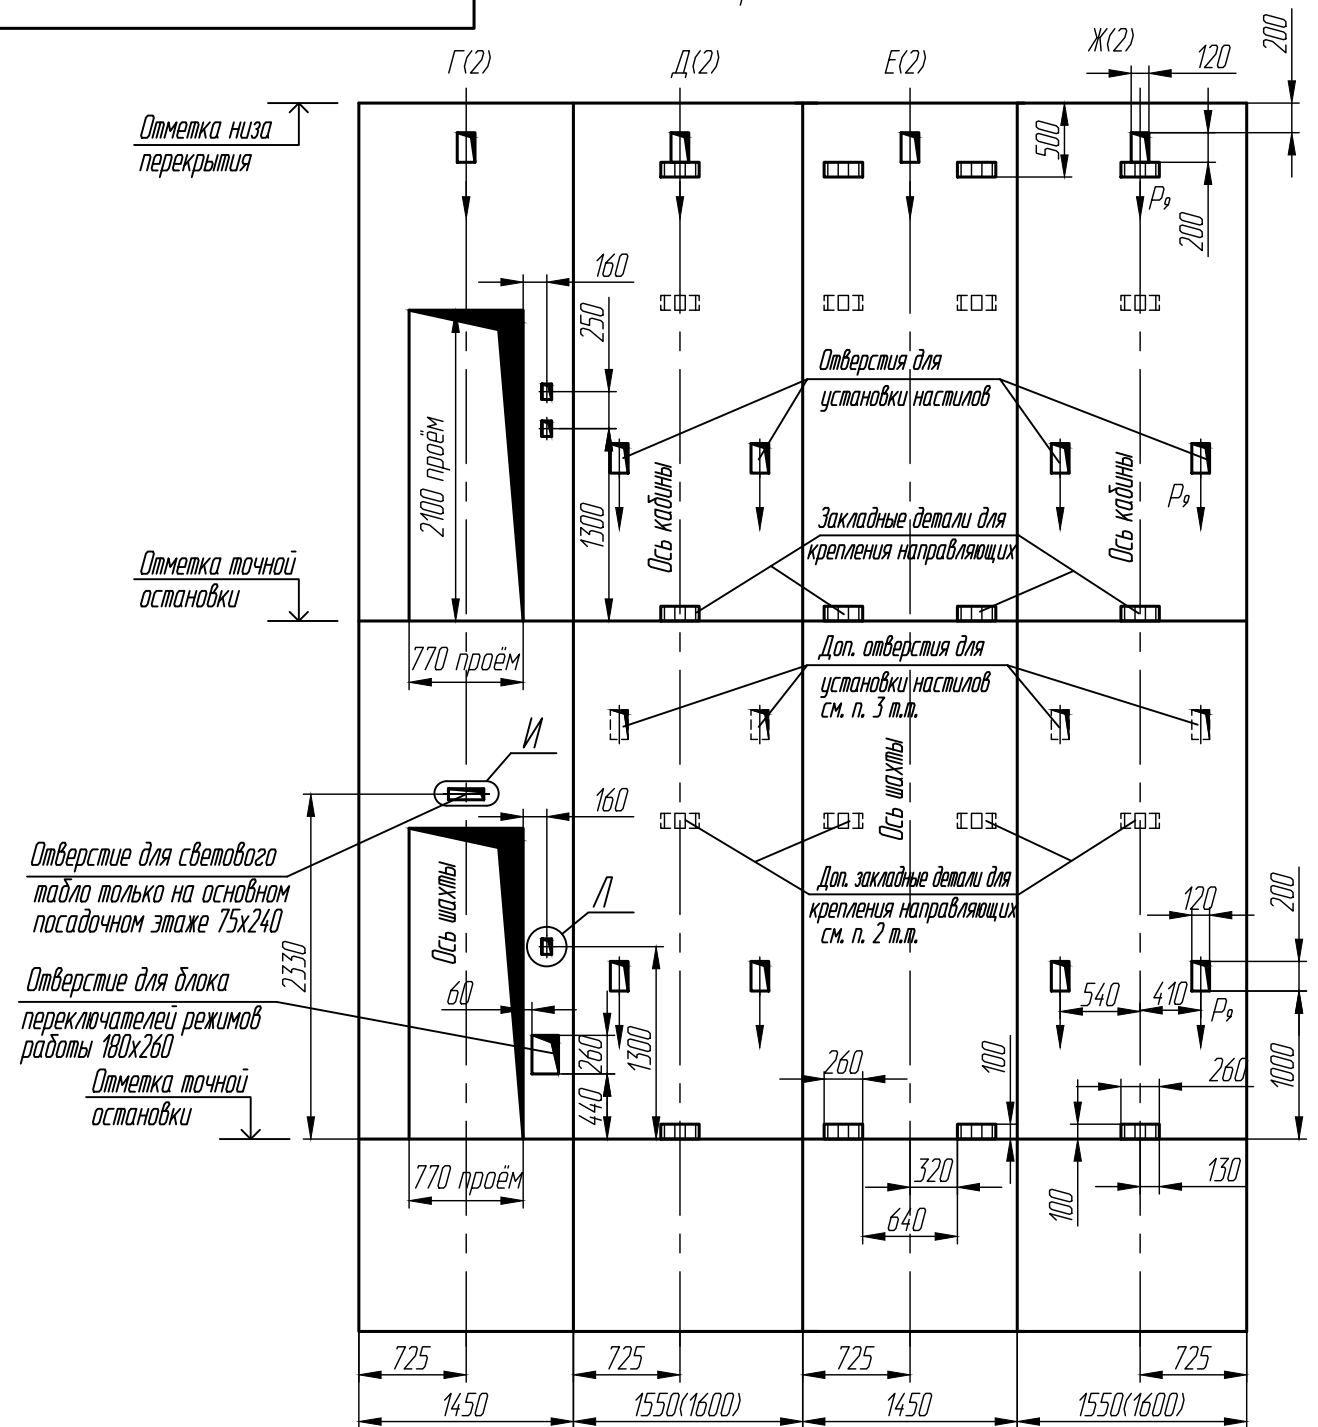 Г(2)
Д(2)
Е(2)
Ж(2)
120
200
Отметка низа
перекрытия
500
Р₉
200
160
250
Отверстия для
установки настилов
2100 проём
1300
Ось кабины
Ось кабины
Р₉
Закладные детали для
крепления направляющих
Отметка точной
остановки
770 проём
Доп. отверстия для
установки настилов
см. п. 3 т.т.
И
Ось шахты
160
Отверстие для светового
табло только на основном
посадочном этаже 75х240
Ось шахты
Л
Доп. закладные детали для
крепления направляющих
см. п. 2 т.т.
120
200
2330
Отверстие для блока
переключателей режимов
работы 180х260
60
260
1300
440
540
410
Р₉
1000
Отметка точной
остановки
260
100
260
770 проём
320
640
100
130
725
725
725
725
1450
1550(1600)
1450
1550(1600)